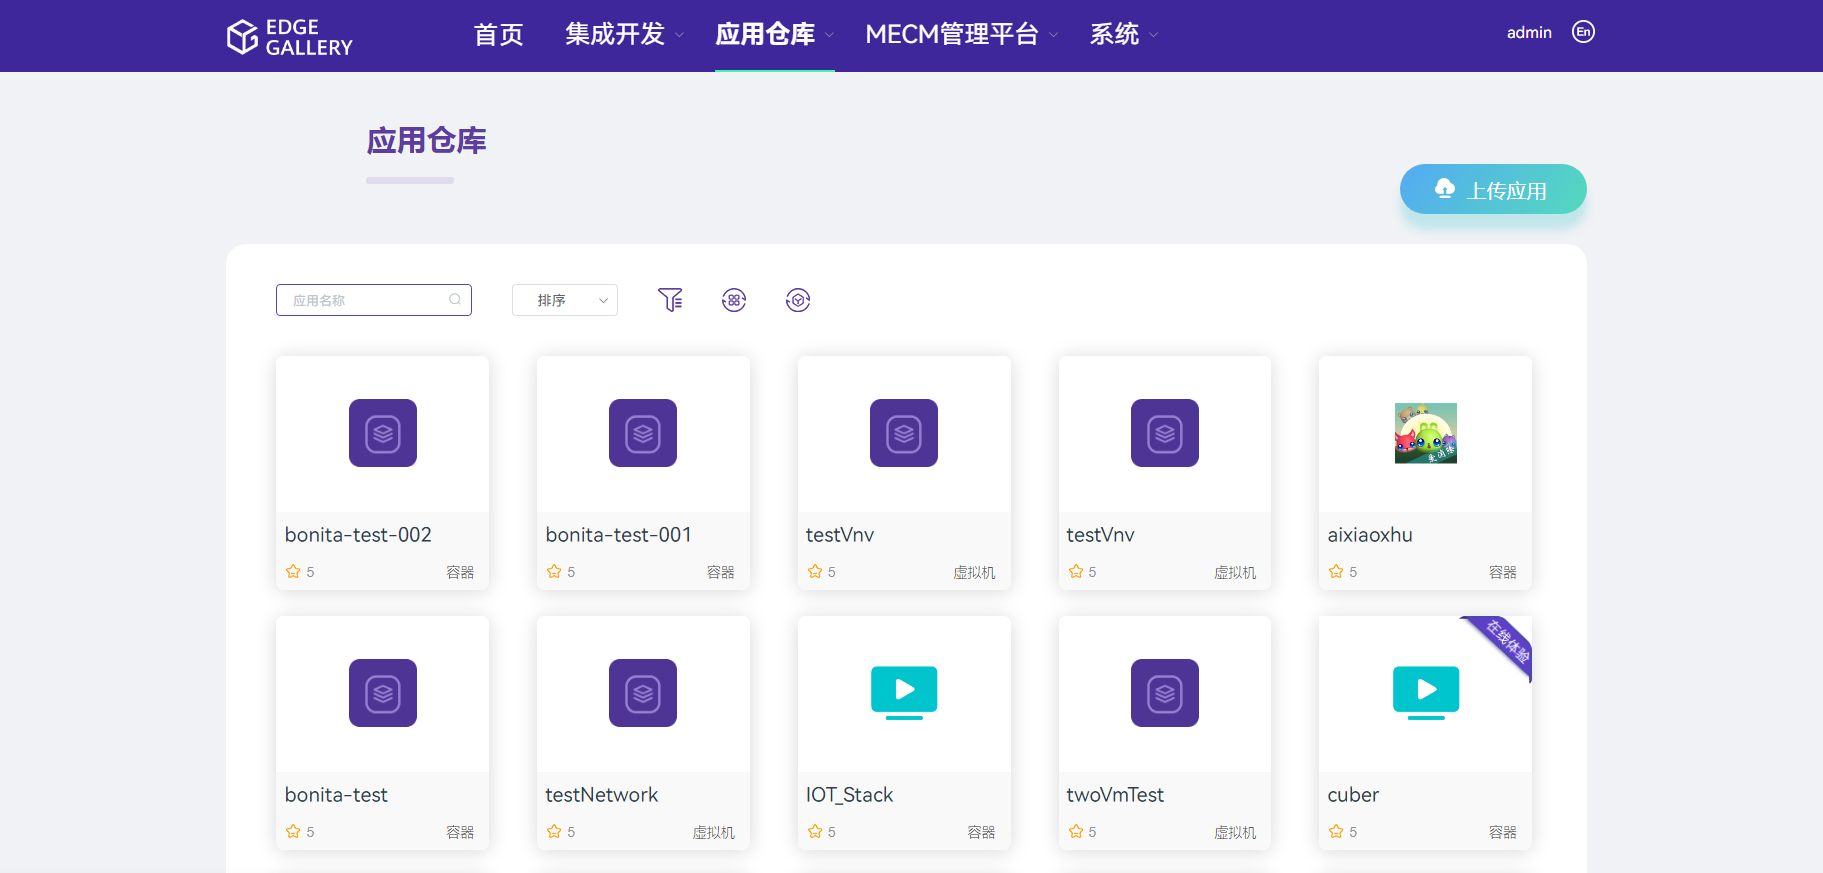 EDGE
GALLERY
首页
集成开发
应用仓库
MECM管理平台
系统
admin
En
应用仓库
上传应用
应用名称
排序
bonita-test-002
5
容器
bonita-test-001
5
容器
testVnv
5
虚拟机
testVnv
5
虚拟机
aixiaoxhu
5
容器
bonita-test
5
容器
testNetwork
5
虚拟机
IOT_Stack
5
容器
twoVmTest
5
虚拟机
在线体验
cuber
5
容器